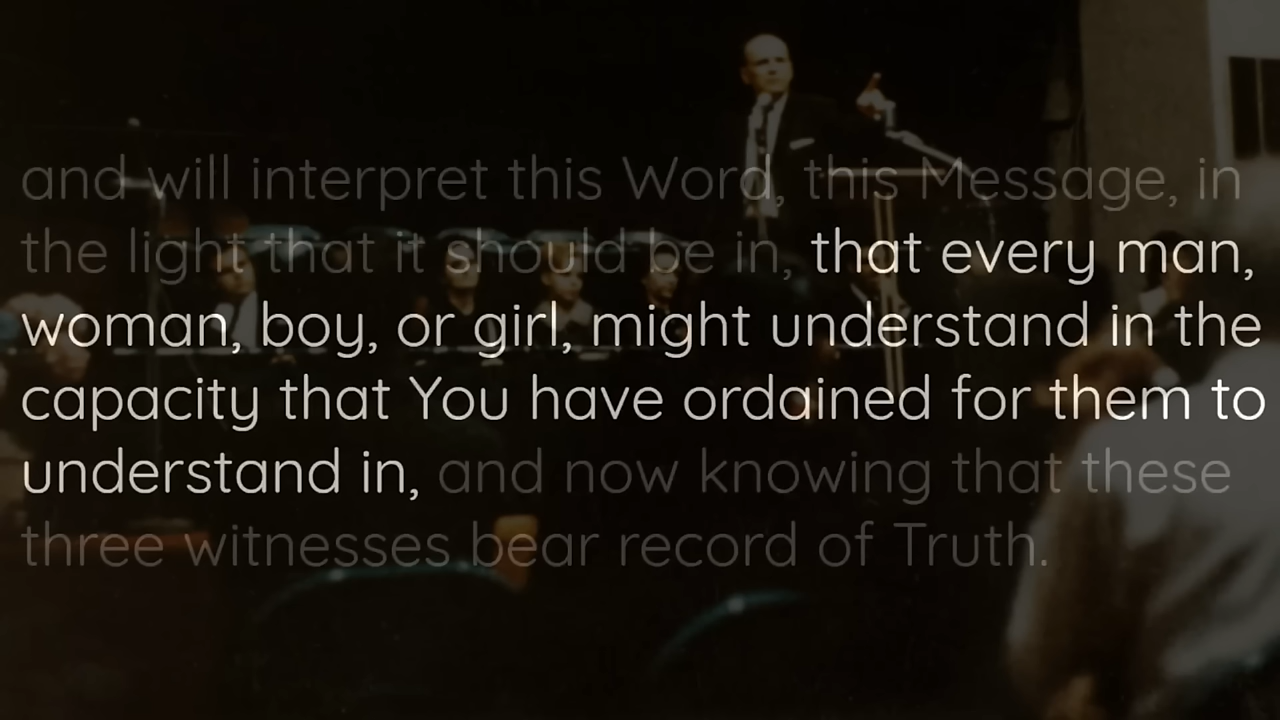 and will interpret this Word, this Message, in
the light that it should be in, that every man,
woman, boy, or girl, might understand in the
capacity that You have ordained for them to
understand in, and now knowing that these
three witnesses bear record of Truth.